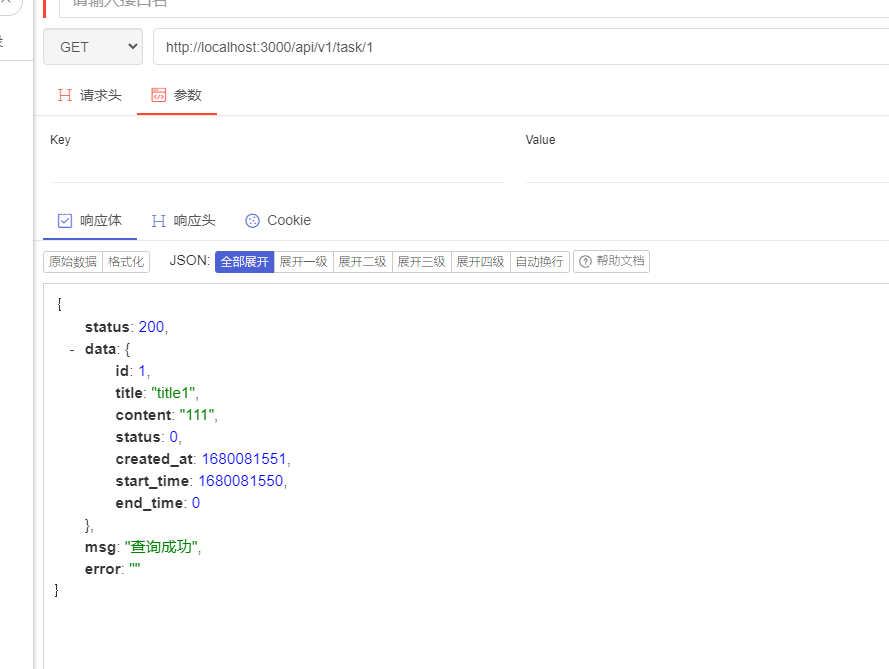 请输入接口名
GET http://localhost:3000/api/v1/task/1
请求头 参数
Key Value
响应体 响应头 Cookie
原始数据 格式化 JSON: 全部展开 展开一级 展开二级 展开三级 展开四级 自动换行 帮助文档
{
status: 200,
- data: {
id: 1,
title: "title1",
content: "111",
status: 0,
created_at: 1680081551,
start_time: 1680081550,
end_time: 0
},
msg: "查询成功",
error: ""
}